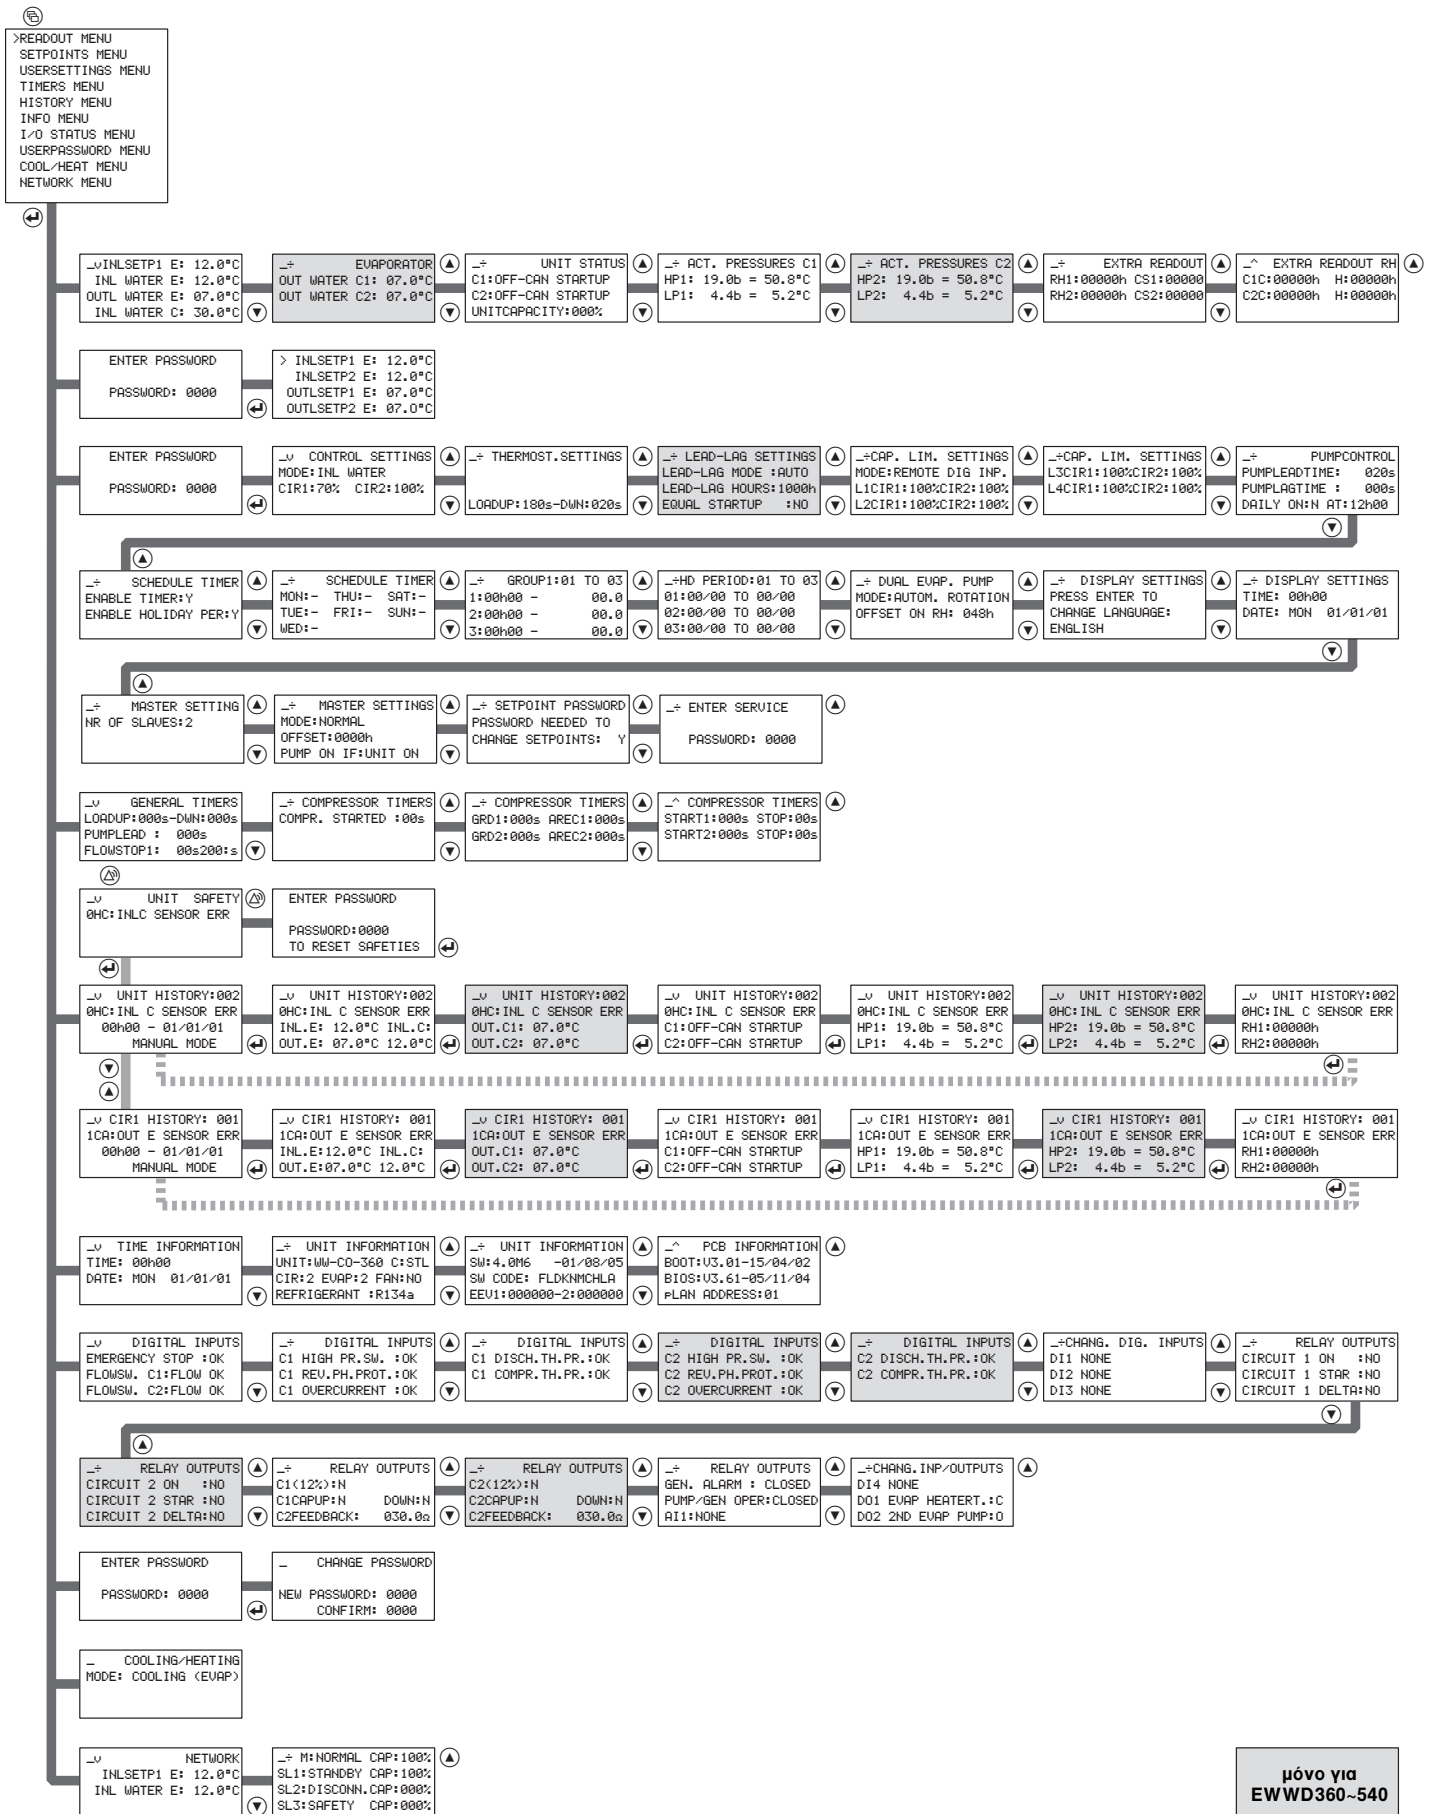 >READOUT MENU
SETPOINTS MENU
USERSETTINGS MENU
TIMERS MENU
HISTORY MENU
INFO MENU
I/O STATUS MENU
USERPASSWORD MENU
COOL/HEAT MENU
NETWORK MENU
_vINLSETP1 E: 12.0°C
INL WATER E: 12.0°C
OUTL WATER E: 07.0°C
INL WATER C: 30.0°C
_÷ EVAPORATOR
OUT WATER C1: 07.0°C
OUT WATER C2: 07.0°C
_÷ UNIT STATUS
C1:OFF-CAN STARTUP
C2:OFF-CAN STARTUP
UNITCAPACITY:000%
_÷ ACT. PRESSURES C1
HP1: 19.0b = 50.8°C
LP1: 4.4b = 5.2°C
_÷ ACT. PRESSURES C2
HP2: 19.0b = 50.8°C
LP2: 4.4b = 5.2°C
_÷ EXTRA READOUT
RH1:00000h CS1:00000
RH2:00000h CS2:00000
_^ EXTRA READOUT RH
C1C:00000h H:00000h
C2C:00000h H:00000h
ENTER PASSWORD
PASSWORD: 0000
> INLSETP1 E: 12.0°C
INLSETP2 E: 12.0°C
OUTLSETP1 E: 07.0°C
OUTLSETP2 E: 07.O°C
ENTER PASSWORD
PASSWORD: 0000
_v CONTROL SETTINGS
MODE:INL WATER
CIR1:70% CIR2:100%
_÷ THERMOST.SETTINGS
LOADUP:180s-DWN:020s
_÷ LEAD-LAG SETTINGS
LEAD-LAG MODE :AUTO
LEAD-LAG HOURS:1000h
EQUAL STARTUP :NO
_÷CAP. LIM. SETTINGS
MODE:REMOTE DIG INP.
L1CIR1:100%CIR2:100%
L2CIR1:100%CIR2:100%
_÷CAP. LIM. SETTINGS
L3CIR1:100%CIR2:100%
L4CIR1:100%CIR2:100%
_÷ PUMPCONTROL
PUMPLEADTIME: 020s
PUMPLAGTIME : 000s
DAILY ON:N AT:12h00
_÷ SCHEDULE TIMER
ENABLE TIMER:Y
ENABLE HOLIDAY PER:Y
_÷ SCHEDULE TIMER
MON:- THU:- SAT:-
TUE:- FRI:- SUN:-
WED:-
_÷ GROUP1:01 TO 03
1:00h00 - 00.0
2:00h00 - 00.0
3:00h00 - 00.0
_÷HD PERIOD:01 TO 03
01:00/00 TO 00/00
02:00/00 TO 00/00
03:00/00 TO 00/00
_÷ DUAL EVAP. PUMP
MODE:AUTOM. ROTATION
OFFSET ON RH: 048h
_÷ DISPLAY SETTINGS
PRESS ENTER TO
CHANGE LANGUAGE:
ENGLISH
_÷ DISPLAY SETTINGS
TIME: 00h00
DATE: MON 01/01/01
_÷ MASTER SETTING
NR OF SLAVES:2
_÷ MASTER SETTINGS
MODE:NORMAL
OFFSET:0000h
PUMP ON IF:UNIT ON
_÷ SETPOINT PASSWORD
PASSWORD NEEDED TO
CHANGE SETPOINTS: Y
_÷ ENTER SERVICE
PASSWORD: 0000
_v GENERAL TIMERS
LOADUP:000s-DWN:000s
PUMPLEAD : 000s
FLOWSTOP1: 00s200:s
_÷ COMPRESSOR TIMERS
COMPR. STARTED :00s
_÷ COMPRESSOR TIMERS
GRD1:000s AREC1:000s
GRD2:000s AREC2:000s
_^ COMPRESSOR TIMERS
START1:000s STOP:00s
START2:000s STOP:00s
_v UNIT SAFETY
0HC:INLC SENSOR ERR
ENTER PASSWORD
PASSWORD:0000
TO RESET SAFETIES
_v UNIT HISTORY:002
0HC:INL C SENSOR ERR
00h00 - 01/01/01
MANUAL MODE
_v UNIT HISTORY:002
0HC:INL C SENSOR ERR
INL.E: 12.0°C INL.C:
OUT.E: 07.0°C 12.0°C
_v UNIT HISTORY:002
0HC:INL C SENSOR ERR
OUT.C1: 07.0°C
OUT.C2: 07.0°C
_v UNIT HISTORY:002
0HC:INL C SENSOR ERR
C1:OFF-CAN STARTUP
C2:OFF-CAN STARTUP
_v UNIT HISTORY:002
0HC:INL C SENSOR ERR
HP1: 19.0b = 50.8°C
LP1: 4.4b = 5.2°C
_v UNIT HISTORY:002
0HC:INL C SENSOR ERR
HP2: 19.0b = 50.8°C
LP2: 4.4b = 5.2°C
_v UNIT HISTORY:002
0HC:INL C SENSOR ERR
RH1:00000h
RH2:00000h
_v CIR1 HISTORY: 001
1CA:OUT E SENSOR ERR
00h00 - 01/01/01
MANUAL MODE
_v CIR1 HISTORY: 001
1CA:OUT E SENSOR ERR
INL.E:12.0°C INL.C:
OUT.E:07.0°C 12.0°C
_v CIR1 HISTORY: 001
1CA:OUT E SENSOR ERR
OUT.C1: 07.0°C
OUT.C2: 07.0°C
_v CIR1 HISTORY: 001
1CA:OUT E SENSOR ERR
C1:OFF-CAN STARTUP
C2:OFF-CAN STARTUP
_v CIR1 HISTORY: 001
1CA:OUT E SENSOR ERR
HP1: 19.0b = 50.8°C
LP1: 4.4b = 5.2°C
_v CIR1 HISTORY: 001
1CA:OUT E SENSOR ERR
HP2: 19.0b = 50.8°C
LP2: 4.4b = 5.2°C
_v CIR1 HISTORY: 001
1CA:OUT E SENSOR ERR
RH1:00000h
RH2:00000h
_v TIME INFORMATION
TIME: 00h00
DATE: MON 01/01/01
_÷ UNIT INFORMATION
UNIT:WW-CO-360 C:STL
CIR:2 EVAP:2 FAN:NO
REFRIGERANT :R134a
_÷ UNIT INFORMATION
SW:4.0M6 -01/08/05
SW CODE: FLDKNMCHLA
EEV1:000000-2:000000
_^ PCB INFORMATION
BOOT:V3.01-15/04/02
BIOS:V3.61-05/11/04
pLAN ADDRESS:01
_v DIGITAL INPUTS
EMERGENCY STOP :OK
FLOWSW. C1:FLOW OK
FLOWSW. C2:FLOW OK
_÷ DIGITAL INPUTS
C1 HIGH PR.SW. :OK
C1 REV.PH.PROT.:OK
C1 OVERCURRENT :OK
_÷ DIGITAL INPUTS
C1 DISCH.TH.PR.:OK
C1 COMPR.TH.PR.:OK
_÷ DIGITAL INPUTS
C2 HIGH PR.SW. :OK
C2 REV.PH.PROT.:OK
C2 OVERCURRENT :OK
_÷ DIGITAL INPUTS
C2 DISCH.TH.PR.:OK
C2 COMPR.TH.PR.:OK
_÷CHANG. DIG. INPUTS
DI1 NONE
DI2 NONE
DI3 NONE
_÷ RELAY OUTPUTS
CIRCUIT 1 ON :NO
CIRCUIT 1 STAR :NO
CIRCUIT 1 DELTA:NO
_÷ RELAY OUTPUTS
CIRCUIT 2 ON :NO
CIRCUIT 2 STAR :NO
CIRCUIT 2 DELTA:NO
_÷ RELAY OUTPUTS
C1(12%):N
C1CAPUP:N DOWN:N
C2FEEDBACK: 030.0Ω
_÷ RELAY OUTPUTS
C2(12%):N
C2CAPUP:N DOWN:N
C2FEEDBACK: 030.0Ω
_÷ RELAY OUTPUTS
GEN. ALARM : CLOSED
PUMP/GEN OPER:CLOSED
AI1:NONE
_÷CHANG.INP/OUTPUTS
DI4 NONE
DO1 EVAP HEATERT.:C
DO2 2ND EVAP PUMP:O
ENTER PASSWORD
PASSWORD: 0000
_ CHANGE PASSWORD
NEW PASSWORD: 0000
CONFIRM: 0000
_ COOLING/HEATING
MODE: COOLING (EVAP)
_v NETWORK
INLSETP1 E: 12.0°C
INL WATER E: 12.0°C
_÷ M:NORMAL CAP:100%
SL1:STANDBY CAP:100%
SL2:DISCONN.CAP:000%
SL3:SAFETY CAP:000%
μόνο για
EWWD360~540